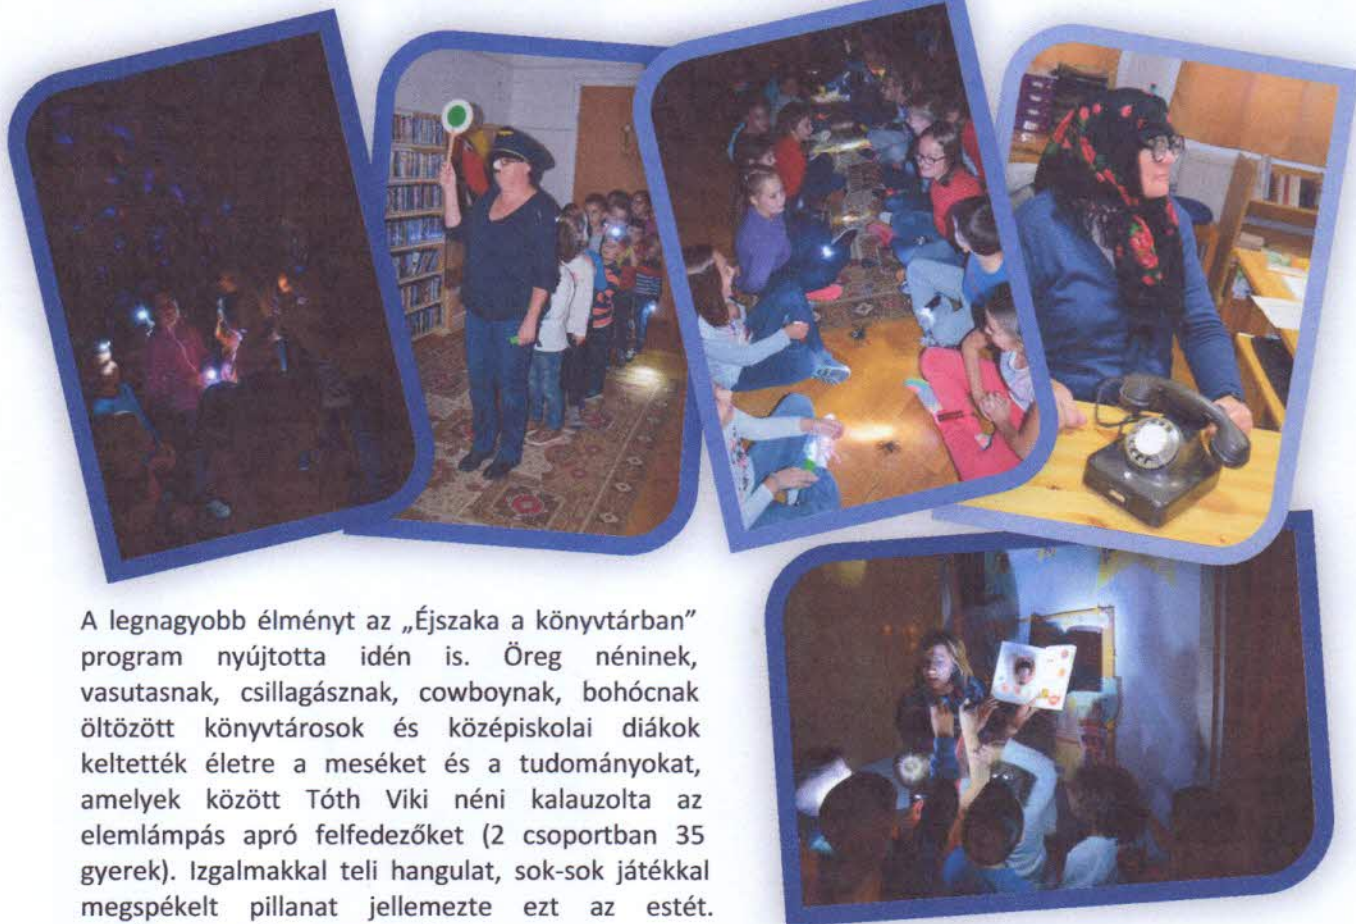 A legnagyobb élményt az „Éjszaka a könyvtárban”
program nyújtotta idén is. Öreg néninek,
vasutasnak, csillagásznak, cowboynak, bohócnak
öltözött könyvtárosok és középiskolai diákok
keltették életre a meséket és a tudományokat,
amelyek között Tóth Viki néni kalauzolta az
elemlámpás apró felfedezőket (2 csoportban 35
gyerek). Izgalmakkal teli hangulat, sok-sok játékkal
megspékelt pillanat jellemezte ezt az estét.